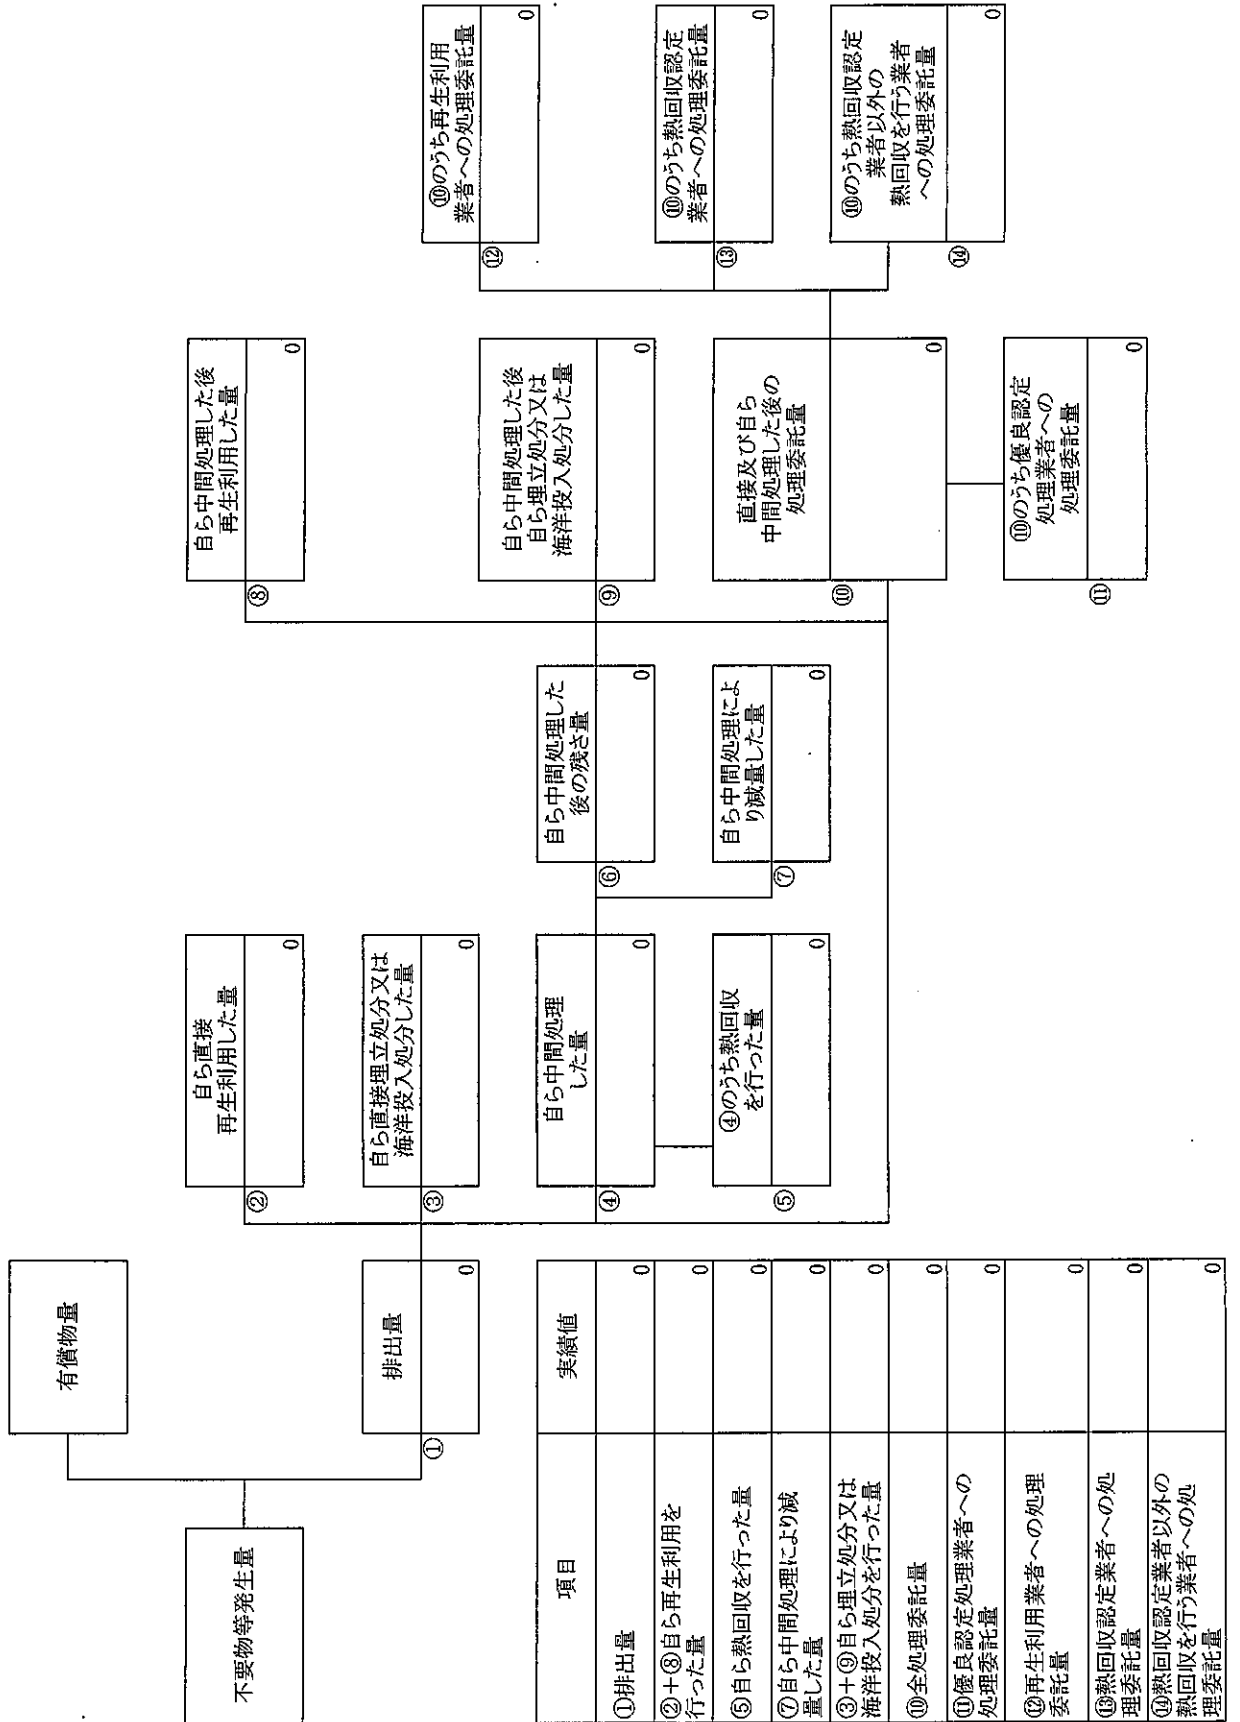 不要物等発生量
有償物量
排出量
①
0
自ら直接
再生利用した量
②
0
自ら直接埋立処分又は
海洋投入処分した量
③
0
自ら中間処理
した量
④
0
④のうち熱回収
を行った量
⑤
0
自ら中間処理した
後の残さ量
⑥
0
自ら中間処理によ
り減量した量
⑦
0
自ら中間処理した後
再生利用した量
⑧
0
自ら中間処理した後
自ら埋立処分又は
海洋投入処分した量
⑨
0
直接及び自ら
中間処理した後の
処理委託量
⑩
0
⑩のうち優良認定
処理業者への
処理委託量
⑪
0
⑩のうち再生利用
業者への処理委託量
⑫
0
⑩のうち熱回収認定
業者への処理委託量
⑬
0
⑩のうち熱回収認定
業者以外の
熱回収を行う業者
への処理委託量
⑭
0
項目 実績値
①排出量 0
②+⑧自ら再生利用を
行った量
0
⑤自ら熱回収を行った量 0
⑦自ら中間処理により減
量した量
0
③+⑨自ら埋立処分又は
海洋投入処分を行った量
0
⑩全処理委託量 0
⑪優良認定処理業者への
処理委託量
0
⑫再生利用業者への処理
委託量
0
⑬熱回収認定業者への処
理委託量
0
⑭熱回収認定業者以外の
熱回収を行う業者への処
理委託量
0